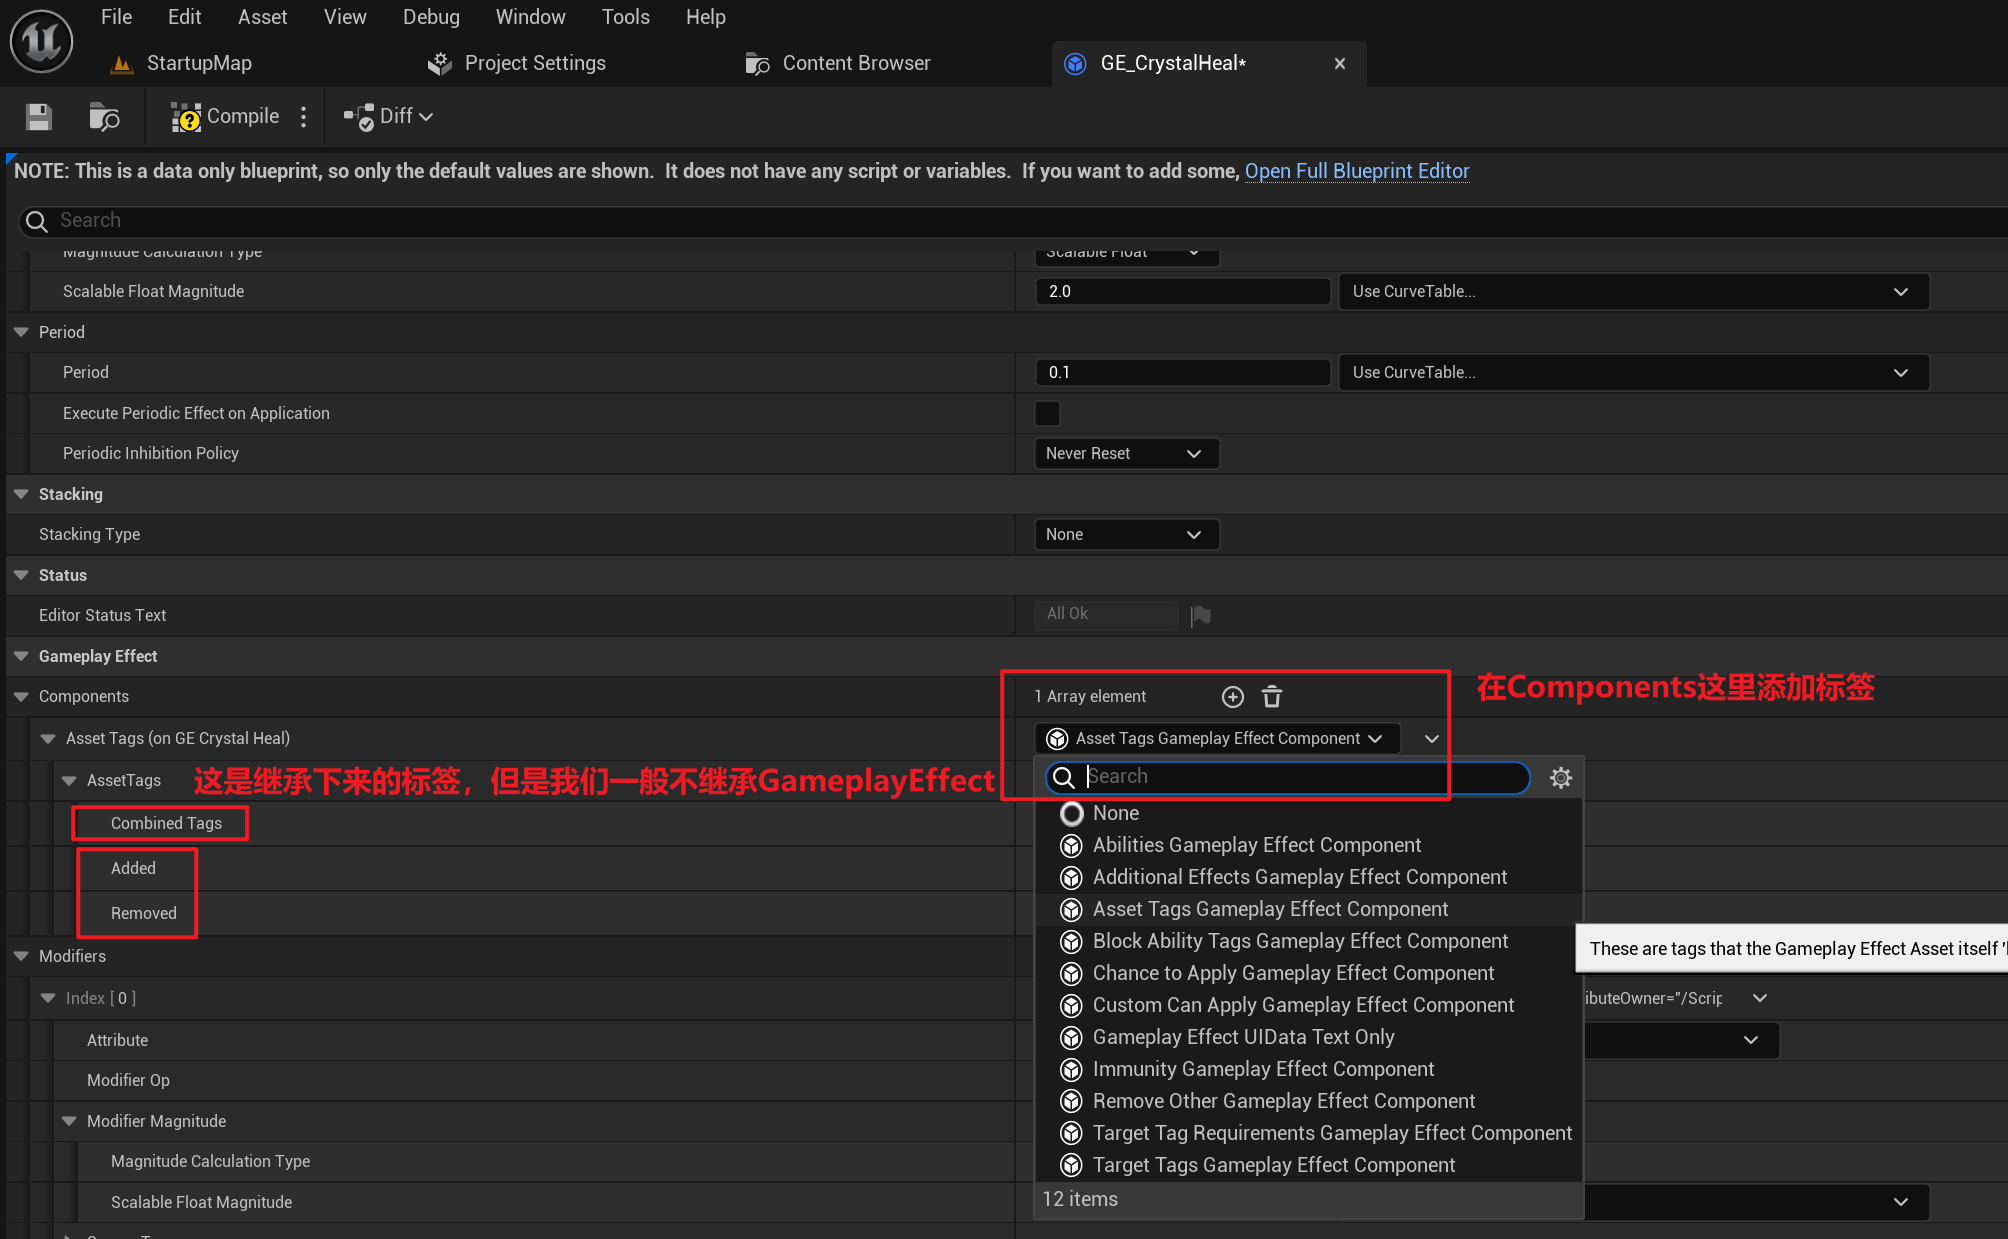 File Edit Asset View Debug Window Tools Help
StartupMap Project Settings Content Browser GE_CrystalHeal*
Compile Diff
NOTE: This is a data only blueprint, so only the default values are shown.  It does not have any script or variables.  If you want to add some, Open Full Blueprint Editor
Search
Magnitude Calculation Type Scalable Float
Scalable Float Magnitude 2.0 Use CurveTable...
Period
Period 0.1 Use CurveTable...
Execute Periodic Effect on Application
Periodic Inhibition Policy Never Reset
Stacking
Stacking Type None
Status
Editor Status Text All Ok
Gameplay Effect
Components 1 Array element 在Components这里添加标签
Asset Tags (on GE Crystal Heal) Asset Tags Gameplay Effect Component
AssetTags 这是继承下来的标签，但是我们一般不继承GameplayEffect Search
None
Combined Tags
Abilities Gameplay Effect Component
Added
Additional Effects Gameplay Effect Component
Removed
Asset Tags Gameplay Effect Component
Block Ability Tags Gameplay Effect Component
These are tags that the Gameplay Effect Asset itself
Modifiers
Chance to Apply Gameplay Effect Component
Index [ 0 ] ibuteOwner="/Scrip
Custom Can Apply Gameplay Effect Component
Attribute Gameplay Effect UIData Text Only
Immunity Gameplay Effect Component
Modifier Op
Remove Other Gameplay Effect Component
Modifier Magnitude
Target Tag Requirements Gameplay Effect Component
Magnitude Calculation Type Target Tags Gameplay Effect Component
Scalable Float Magnitude 12 items